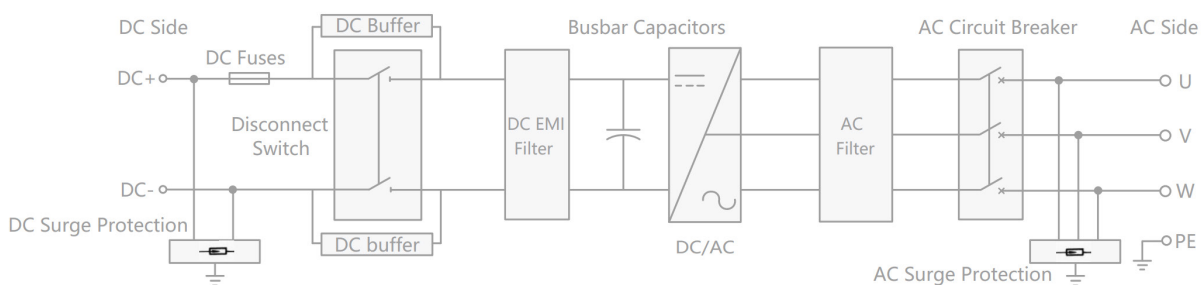 DC Side
DC Buffer
Busbar Capacitors
AC Circuit Breaker
AC Side
DC Fuses
DC+
U
Disconnect
Switch
DC EMI
Filter
AC
Filter
V
DC-
W
DC Surge Protection
DC buffer
DC/AC
PE
AC Surge Protection